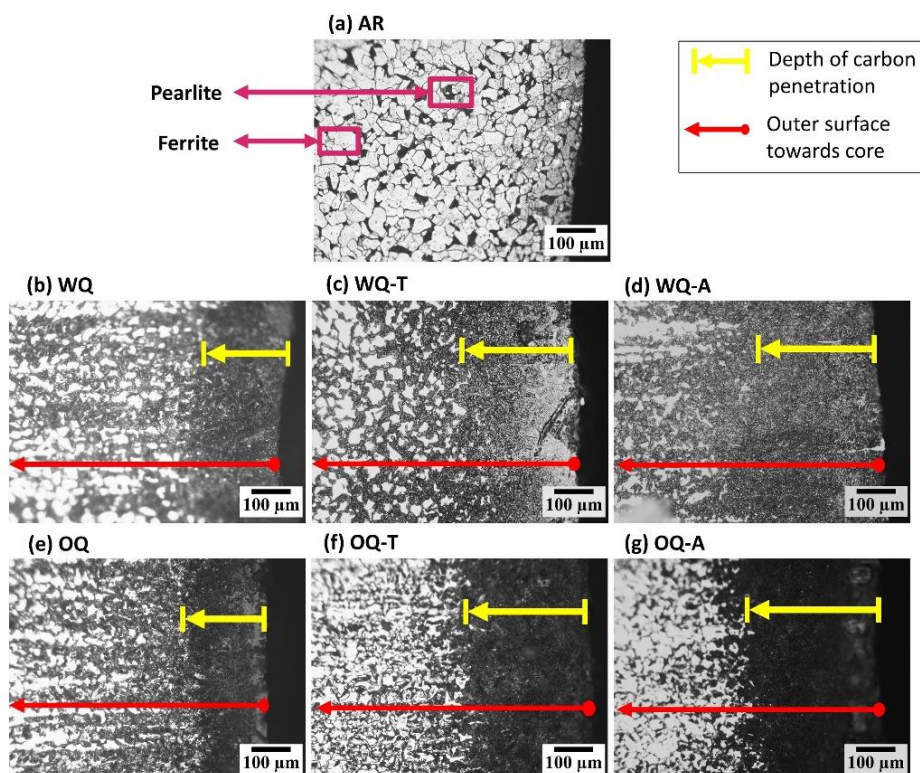 (a) AR
Pearlite
Ferrite
100 µm
Depth of carbon
penetration
Outer surface
towards core
(b) WQ
(c) WQ-T
(d) WQ-A
100 µm
100 µm
100 µm
(e) OQ
(f) OQ-T
(g) OQ-A
100 µm
100 µm
100 µm